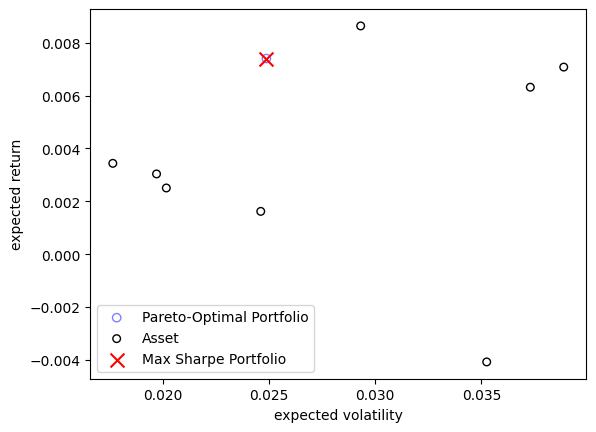 0.008
0.006
0.004
0.002
0.000
−0.002
−0.004
expected return
Pareto-Optimal Portfolio
Asset
Max Sharpe Portfolio
0.020
0.025
0.030
0.035
expected volatility